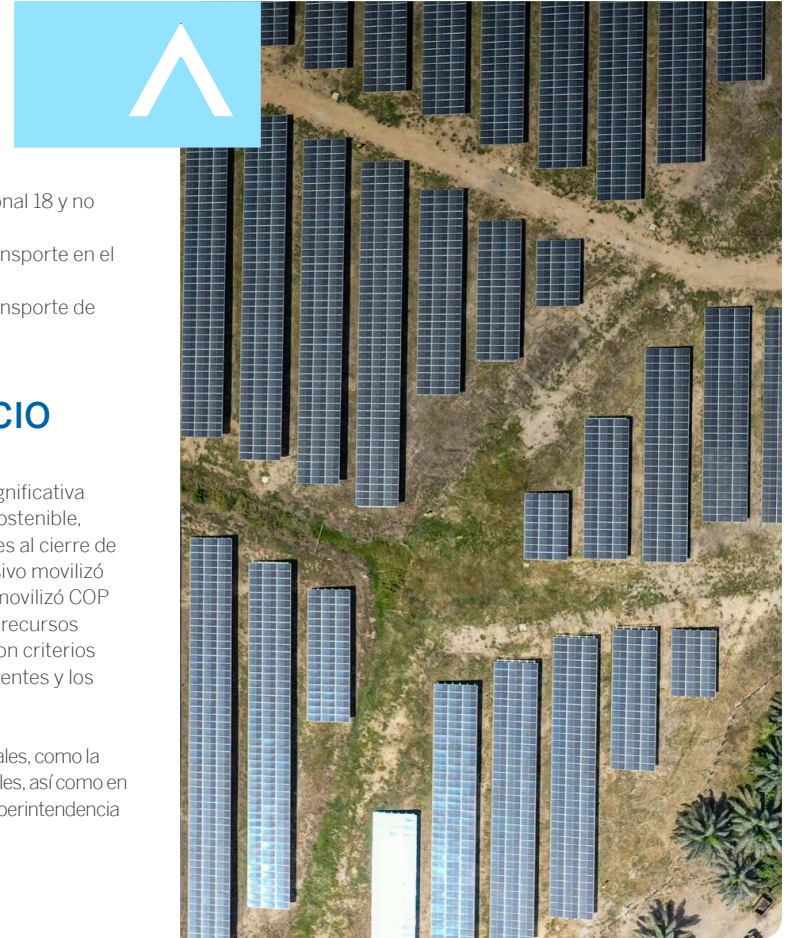 onal 18 y no
nsporte en el
nsporte de
CIO
gnificativa
ostenible,
es al cierre de
sivo movilizó
movilizó COP
recursos
on criterios
entes y los
ales, como la
les, así como en
perintendencia